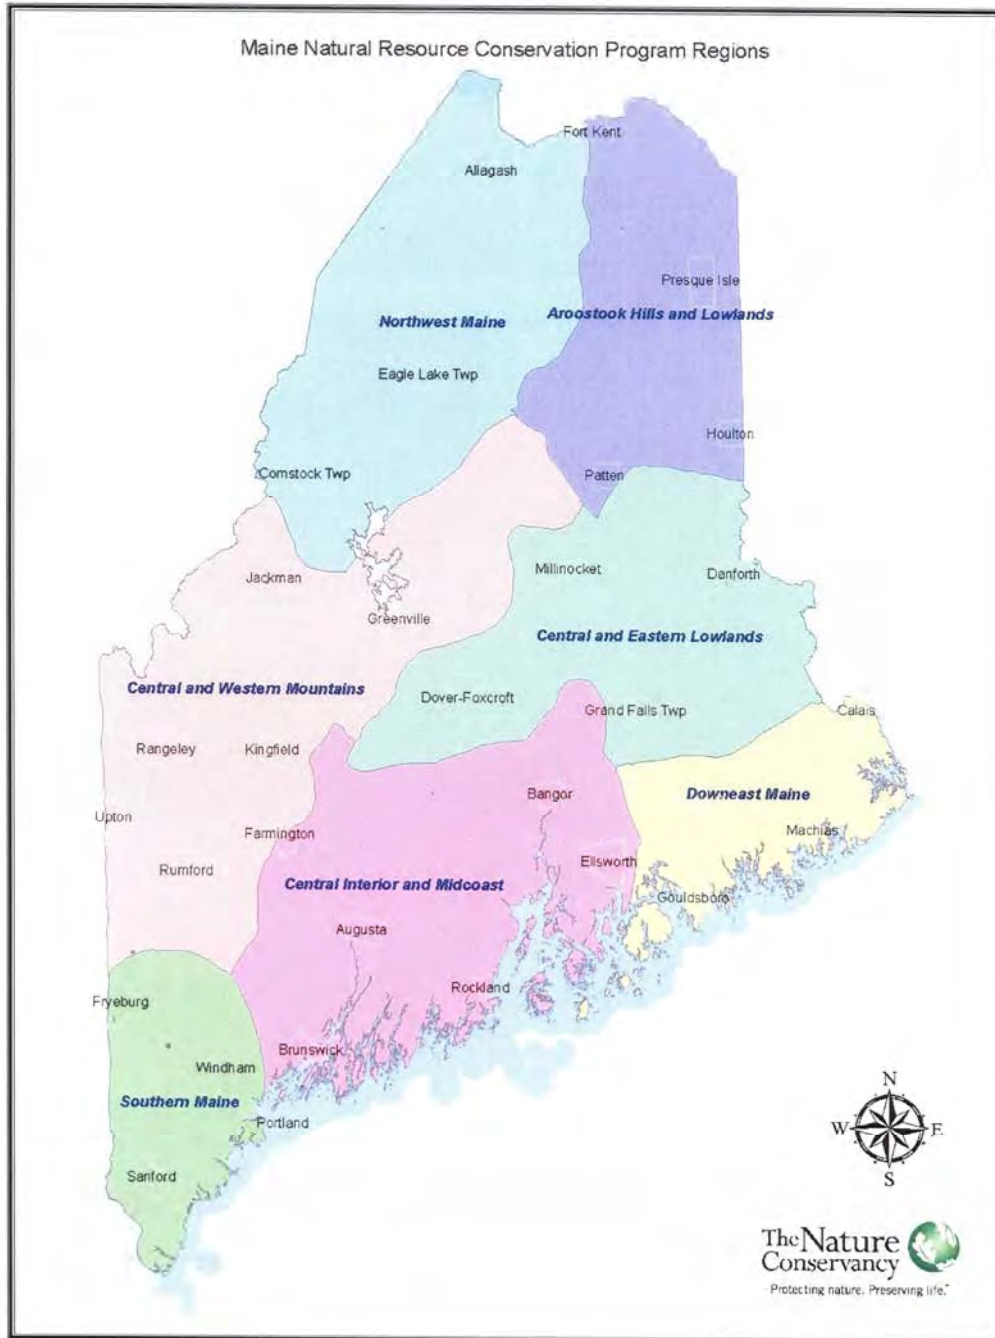 Maine Natural Resource Conservation Program Regions
Fort Kent
Allagash
Presque Isle
Northwest Maine
Aroostook Hills and Lowlands
Eagle Lake Twp
Houlton
Comstock Twp
Patten
Millinocket
Danforth
Jackman
Greenville
Central and Eastern Lowlands
Central and Western Mountains
Dover-Foxcroft
Grand Falls Twp
Calais
Rangeley
Kingfield
Bangor
Downeast Maine
Upton
Farmington
Machias
Rumford
Ellsworth
Central Interior and Midcoast
Gouldsboro
Augusta
Rockland
Fryeburg
Brunswick
Windham
Southern Maine
Portland
Sanford
N
W
E
S
The Nature
Conservancy
Protecting nature. Preserving life.™